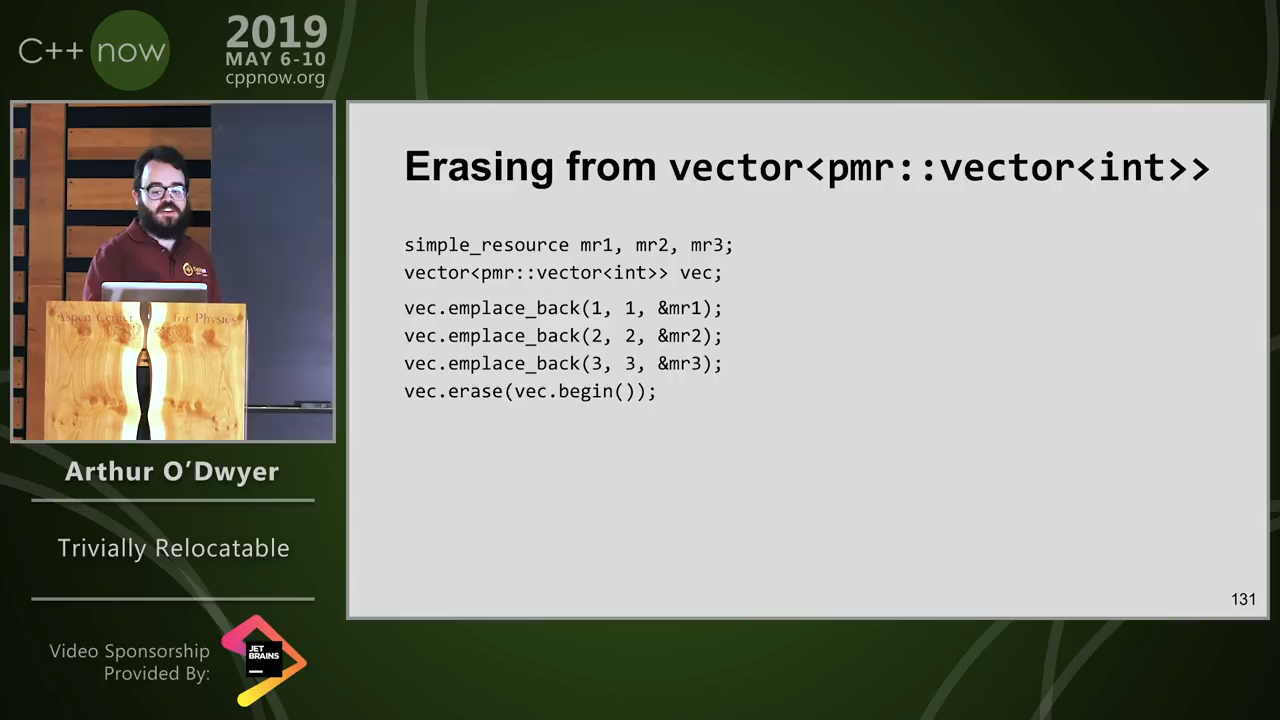 C++ now
2019
MAY 6-10
cppnow.org
Aspen Center for Physics
Arthur O'Dwyer
Trivially Relocatable
Video Sponsorship
Provided By:
JET
BRAINS
Erasing from vector<pmr::vector<int>>
simple_resource mr1, mr2, mr3;
vector<pmr::vector<int>> vec;
vec.emplace_back(1, 1, &mr1);
vec.emplace_back(2, 2, &mr2);
vec.emplace_back(3, 3, &mr3);
vec.erase(vec.begin());
131